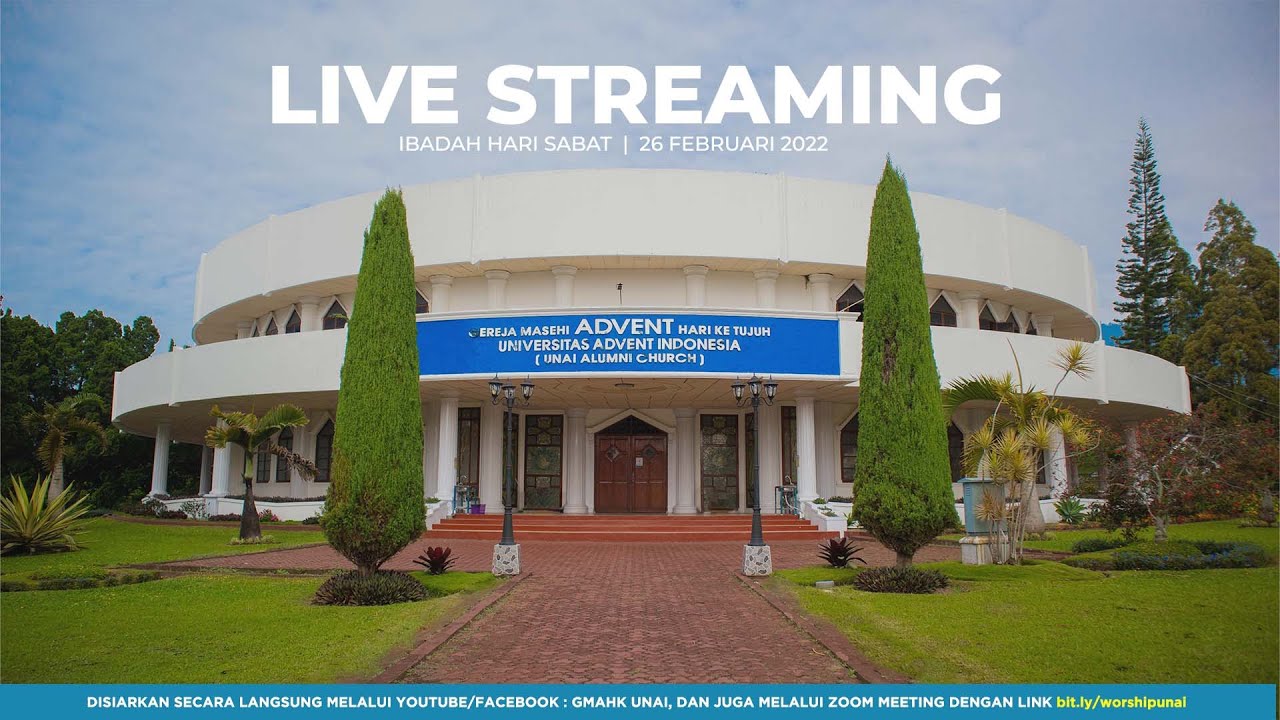 LIVE STREAMING
IBADAH HARI SABAT | 26 FEBRUARI 2022
GEREJA MASEHI ADVENT HARI KE TUJUH
UNIVERSITAS ADVENT INDONESIA
( UNAI ALUMNI CHURCH )
DISIARKAN SECARA LANGSUNG MELALUI YOUTUBE/FACEBOOK : GMAHK UNAI, DAN JUGA MELALUI ZOOM MEETING DENGAN LINK bit.ly/worshipunai